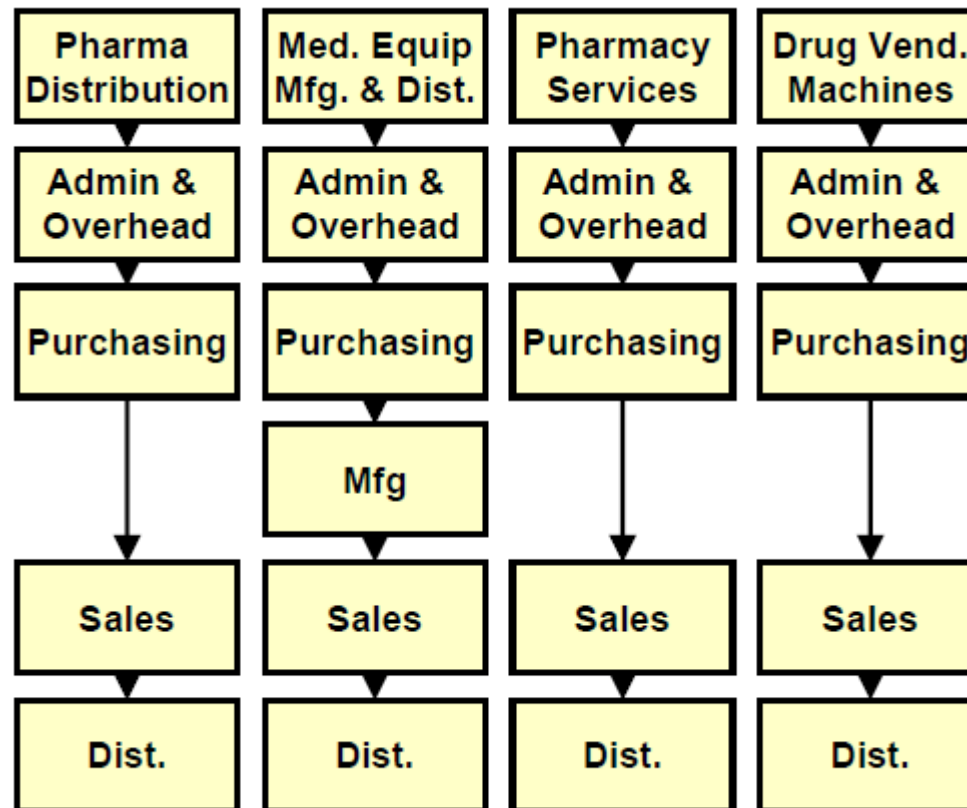 Pharma
Distribution
Med. Equip
Mfg. & Dist.
Pharmacy
Services
Drug Vend.
Machines
Admin &
Overhead
Admin &
Overhead
Admin &
Overhead
Admin &
Overhead
Purchasing
Purchasing
Purchasing
Purchasing
Mfg
Sales
Sales
Sales
Sales
Dist.
Dist.
Dist.
Dist.